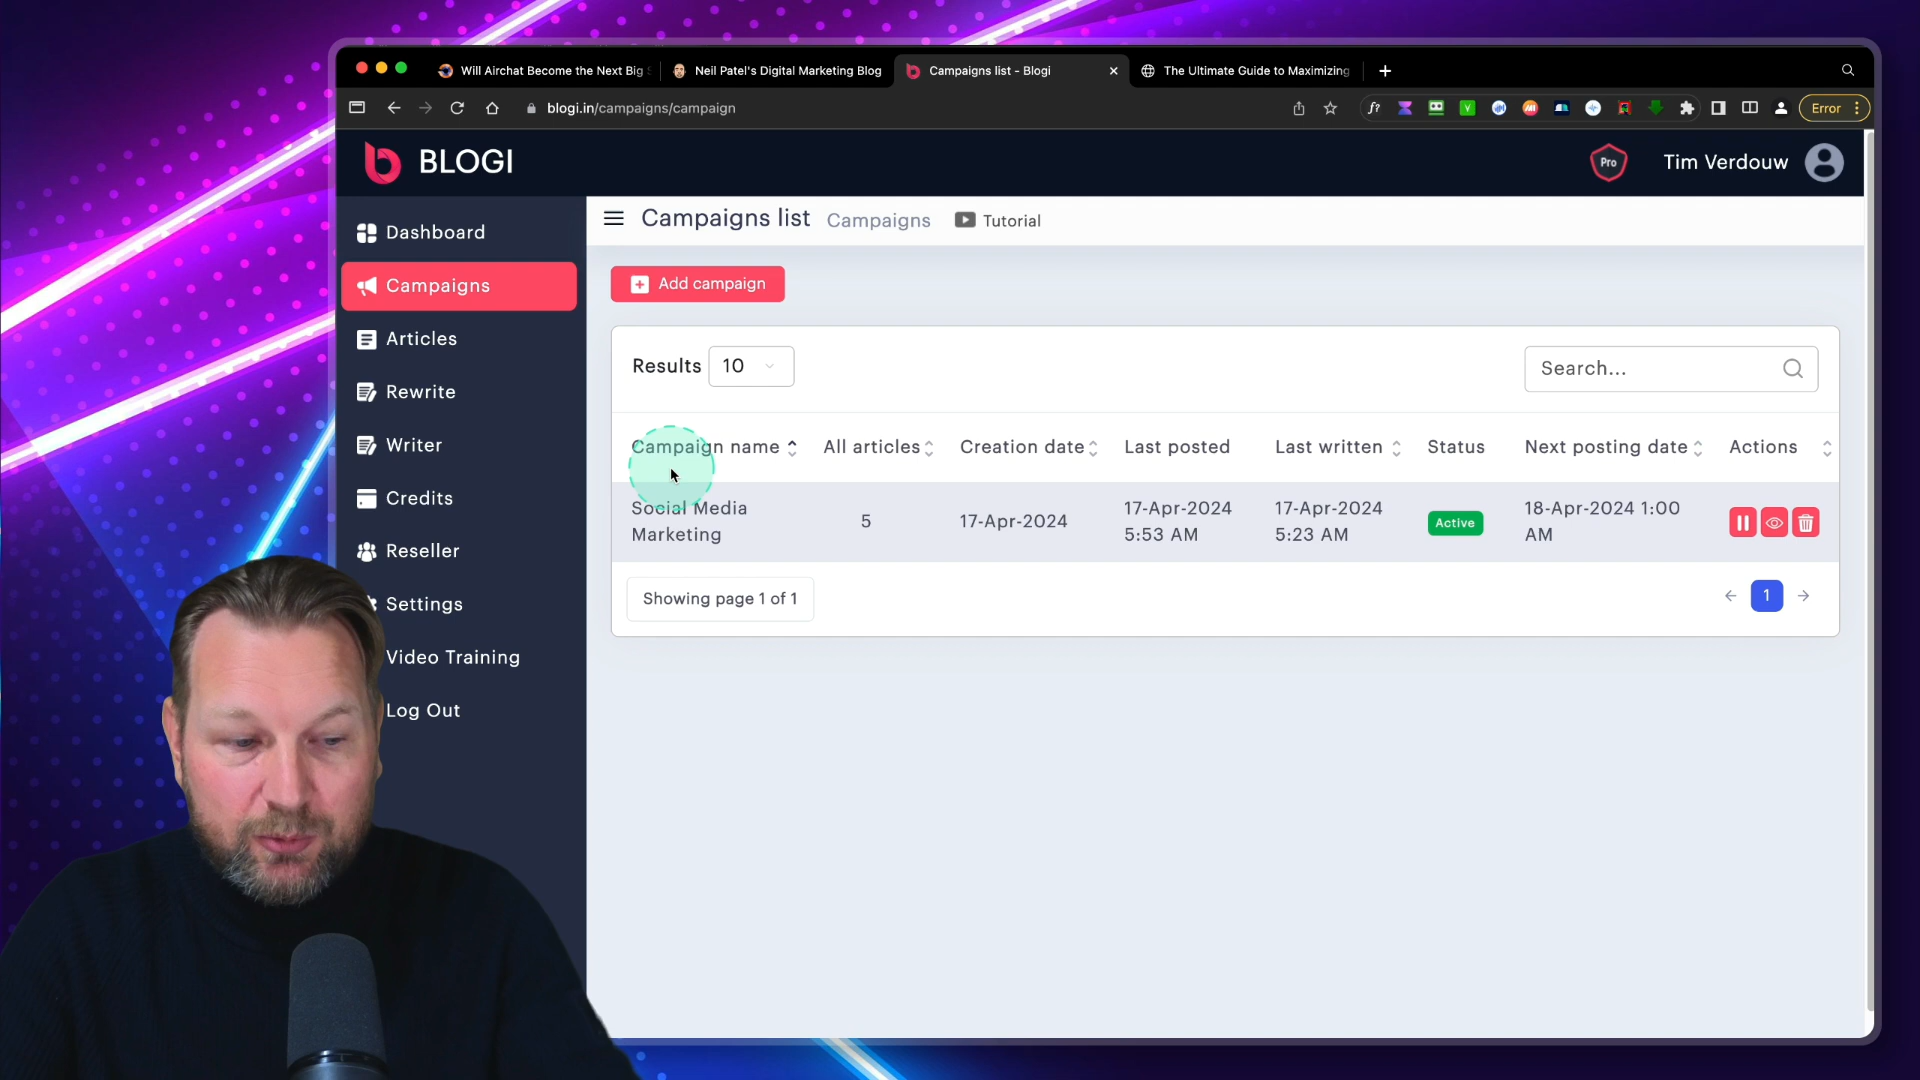 Will Airchat Become the Next Big
Neil Patel's Digital Marketing Blog
Campaigns list - Blogi
The Ultimate Guide to Maximizing
blogi.in/campaigns/campaign
f?
V
Error
BLOGI
Pro
Tim Verdouw
Dashboard
Campaigns
Articles
Rewrite
Writer
Credits
Reseller
Settings
Video Training
Log Out
Campaigns list Campaigns Tutorial
Add campaign
Results 10
Search...
Campaign name All articles Creation date Last posted Last written Status Next posting date Actions
Social Media
Marketing
5
17-Apr-2024
17-Apr-2024
5:53 AM
17-Apr-2024
5:23 AM
Active
18-Apr-2024 1:00
AM
Showing page 1 of 1
1